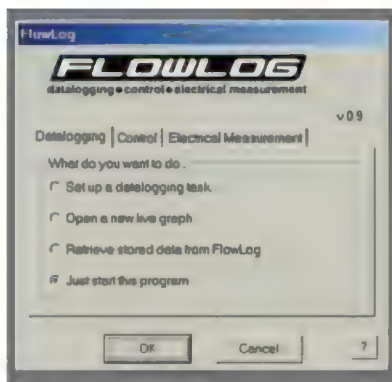 FlowLog
FLOWLOG
datalogging • control • electrical measurement
v 0 9
Datalogging Control Electrical Measurement
What do you want to do
Set up a datalogging task
Open a new live graph
Retrieve stored data from FlowLog
Just start this program
OK Cancel ?